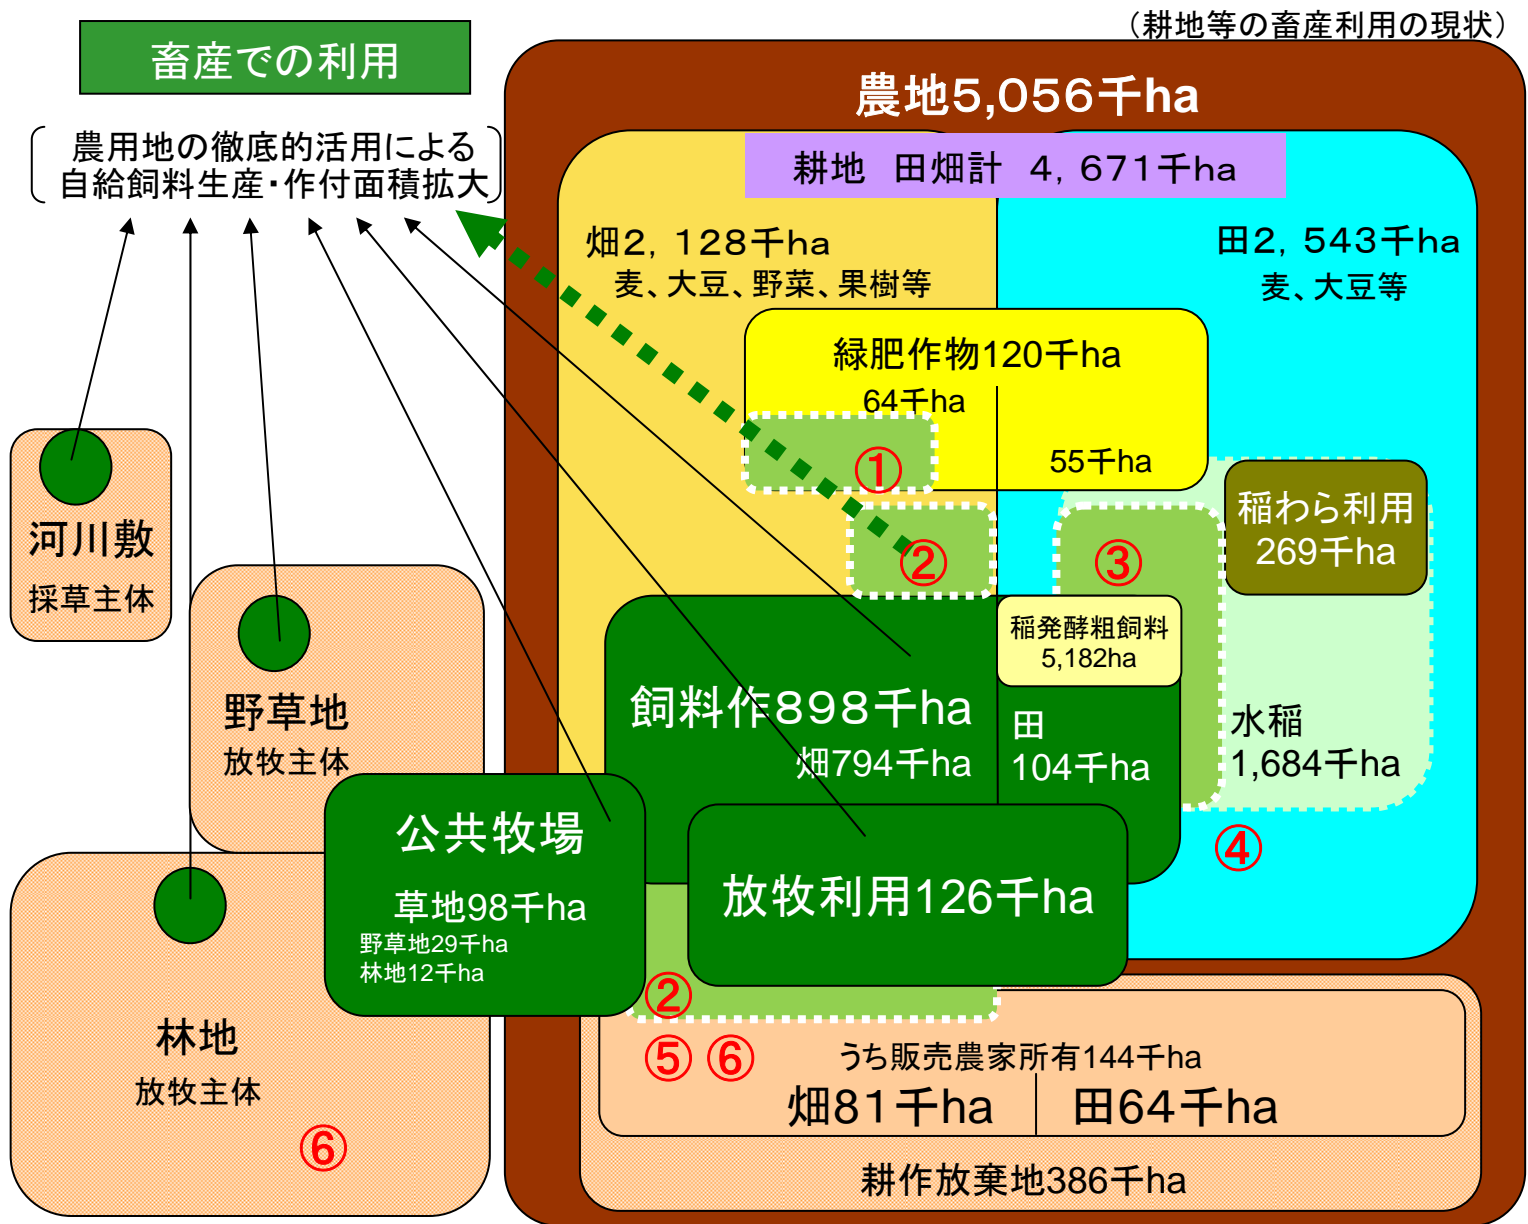 （耕地等の畜産利用の現状）
畜産での利用
農用地の徹底的活用による
自給飼料生産・作付面積拡大
農地５,０５６千ha
耕地　田畑計　４，６７１千ha
畑２，１２８千ha
麦、大豆、野菜、果樹等
田２，５４３千ha
麦、大豆等
緑肥作物120千ha
64千ha
55千ha
①
②
③
稲わら利用
269千ha
稲発酵粗飼料
5,182ha
飼料作８９８千ha
畑794千ha
田
104千ha
水稲
1,684千ha
④
河川敷
採草主体
野草地
放牧主体
公共牧場
草地98千ha
野草地29千ha
林地12千ha
放牧利用126千ha
②
⑤ ⑥
林地
放牧主体
⑥
うち販売農家所有144千ha
畑８１千ha
田64千ha
耕作放棄地386千ha